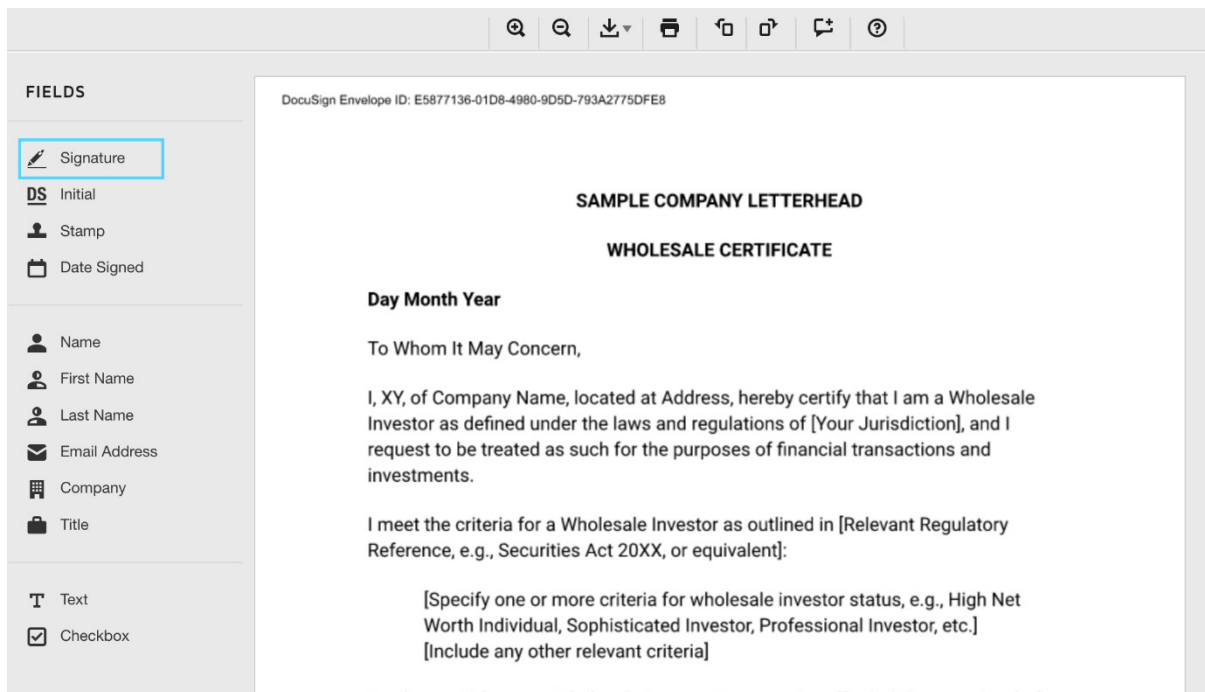 FIELDS
Signature
DS Initial
Stamp
Date Signed
Name
First Name
Last Name
Email Address
Company
Title
T Text
Checkbox
DocuSign Envelope ID: E5877136-01D8-4980-9D5D-793A2775DFE8
SAMPLE COMPANY LETTERHEAD
WHOLESALE CERTIFICATE
Day Month Year
To Whom It May Concern,
I, XY, of Company Name, located at Address, hereby certify that I am a Wholesale
Investor as defined under the laws and regulations of [Your Jurisdiction], and I
request to be treated as such for the purposes of financial transactions and
investments.
I meet the criteria for a Wholesale Investor as outlined in [Relevant Regulatory
Reference, e.g., Securities Act 20XX, or equivalent]:
[Specify one or more criteria for wholesale investor status, e.g., High Net
Worth Individual, Sophisticated Investor, Professional Investor, etc.]
[Include any other relevant criteria]